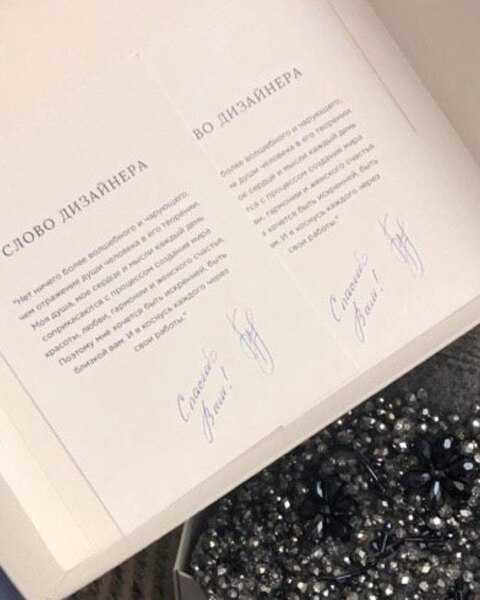 СЛОВО ДИЗАЙНЕРА
"Нет ничего более волшебного и чарующего,
чем отражение души человека в его творении.
Моя душа, мое сердце и мысли каждый день
соприкасаются с процессом создания мира
красоты, любви, гармонии и женского счастья.
Поэтому мне хочется быть искренней, быть
близкой вам. И я коснусь каждого через
свои работы."
Спасибо
Вам!
ВО ДИЗАЙНЕРА
более волшебного и чарующего,
ие души человека в его творении.
ое сердце и мысли каждый день
тся с процессом создания мира
ви, гармонии и женского счастья.
е хочется быть искренней, быть
ам. И я коснусь каждого через
свои работы."
Спасибо
Вам!